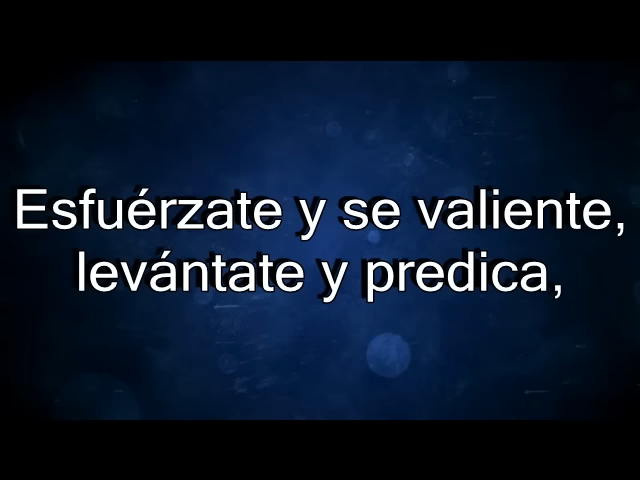 Esfuérzate y se valiente,
levántate y predica,